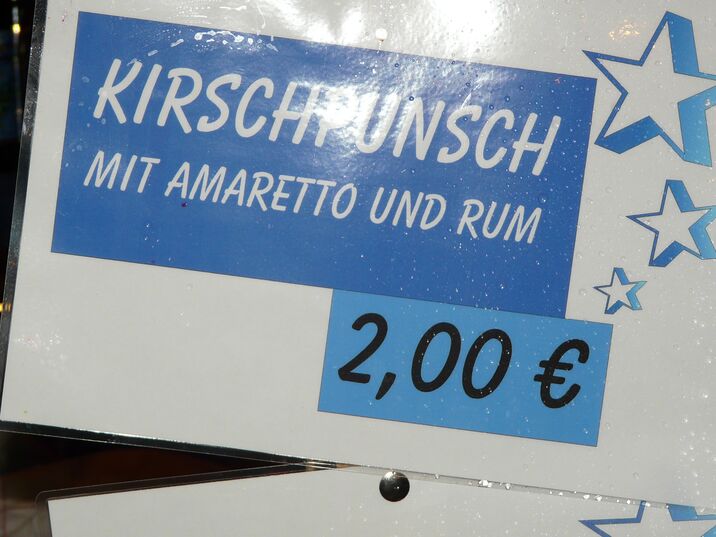 KIRSCHPUNSCH
MIT AMARETTO UND RUM
2,00 €